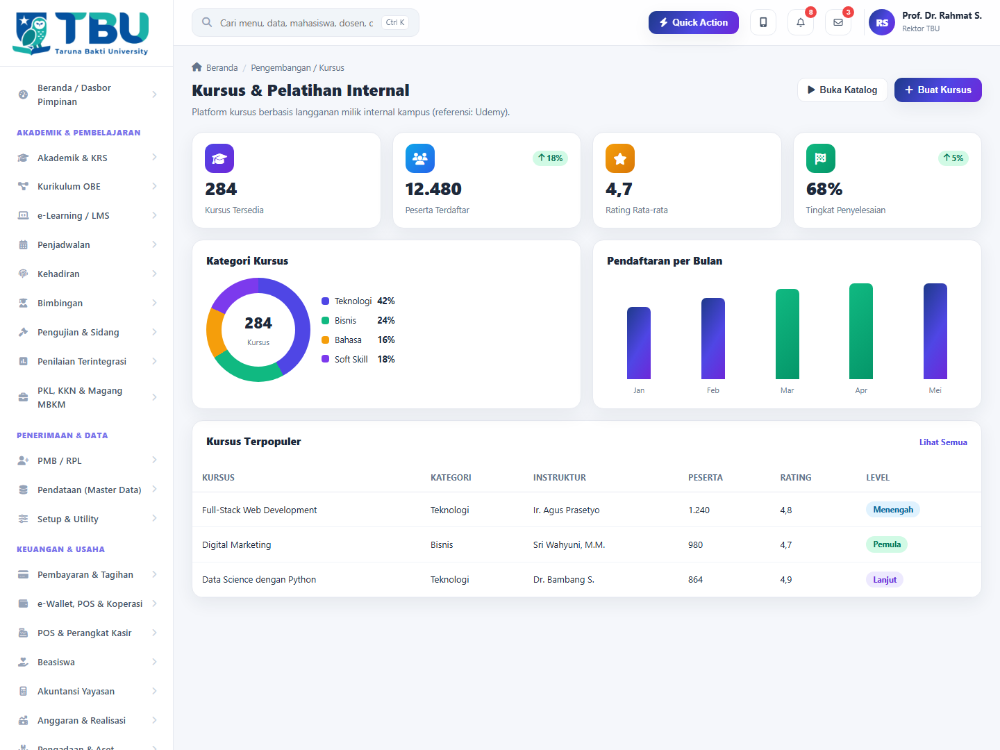 TBU
Taruna Bakti University
Cari menu, data, mahasiswa, dosen, c
Ctrl K
Quick Action
8
3
RS
Prof. Dr. Rahmat S.
Rektor TBU
Beranda / Dasbor
Pimpinan
AKADEMIK & PEMBELAJARAN
Akademik & KRS
Kurikulum OBE
e-Learning / LMS
Penjadwalan
Kehadiran
Bimbingan
Pengujian & Sidang
Penilaian Terintegrasi
PKL, KKN & Magang
MBKM
PENERIMAAN & DATA
PMB / RPL
Pendataan (Master Data)
Setup & Utility
KEUANGAN & USAHA
Pembayaran & Tagihan
e-Wallet, POS & Koperasi
POS & Perangkat Kasir
Beasiswa
Akuntansi Yayasan
Anggaran & Realisasi
Pengadaan & Aset
Beranda / Pengembangan / Kursus
Kursus & Pelatihan Internal
Platform kursus berbasis langganan milik internal kampus (referensi: Udemy).
Buka Katalog
Buat Kursus
284
Kursus Tersedia
18%
12.480
Peserta Terdaftar
4,7
Rating Rata-rata
5%
68%
Tingkat Penyelesaian
Kategori Kursus
284
Kursus
Teknologi 42%
Bisnis 24%
Bahasa 16%
Soft Skill 18%
Pendaftaran per Bulan
Jan Feb Mar Apr Mei
Kursus Terpopuler
Lihat Semua
KURSUS KATEGORI INSTRUKTUR PESERTA RATING LEVEL
Full-Stack Web Development Teknologi Ir. Agus Prasetyo 1.240 4,8 Menengah
Digital Marketing Bisnis Sri Wahyuni, M.M. 980 4,7 Pemula
Data Science dengan Python Teknologi Dr. Bambang S. 864 4,9 Lanjut